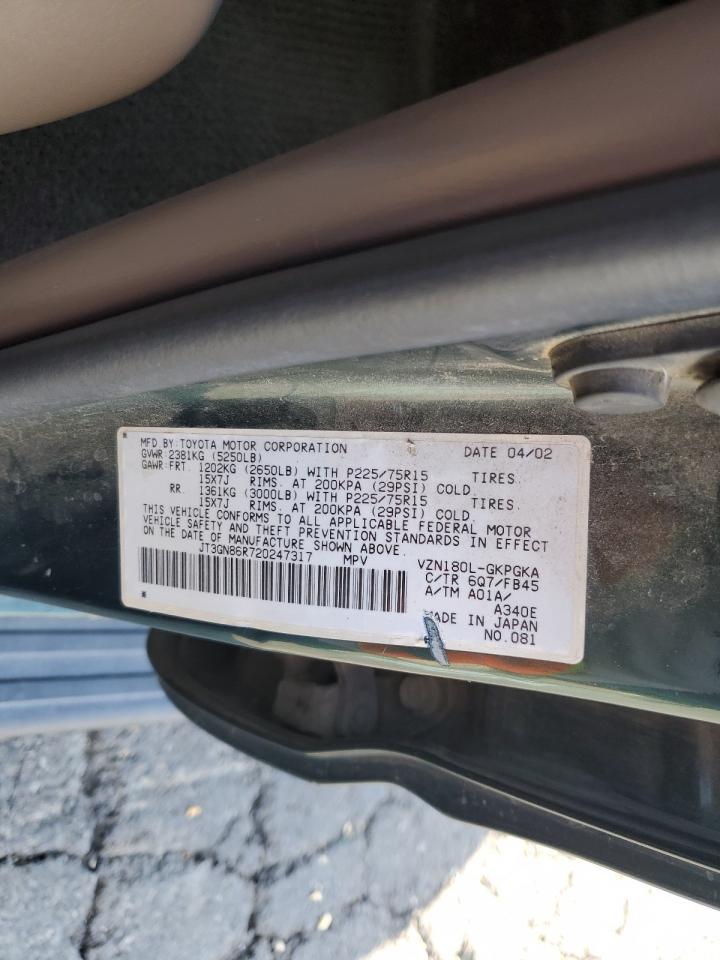 MFD BY:TOYOTA MOTOR CORPORATION DATE 04/02
GVWR 2381KG (5250LB)
GAWR:FRT. 1202KG (2650LB) WITH P225/75R15 TIRES.
15X7J RIMS. AT 200KPA (29PSI) COLD.
RR. 1361KG (3000LB) WITH P225/75R15 TIRES.
15X7J RIMS. AT 200KPA (29PSI) COLD.
THIS VEHICLE CONFORMS TO ALL APPLICABLE FEDERAL MOTOR
VEHICLE SAFETY AND THEFT PREVENTION STANDARDS IN EFFECT
ON THE DATE OF MANUFACTURE SHOWN ABOVE.
JT3GN86R720247317 MPV VZN180L-GKPGKA
C/TR 6Q7/FB45
A/TM A01A/
A340E
MADE IN JAPAN
NO.081